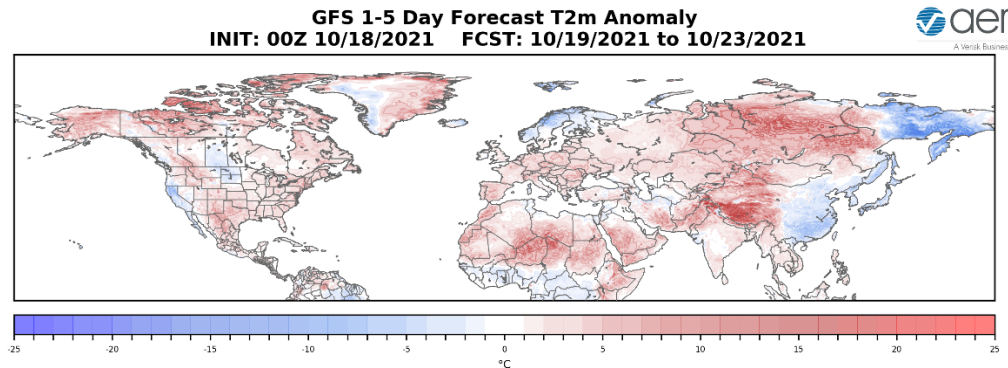 GFS 1-5 Day Forecast T2m Anomaly
INIT: 00Z 10/18/2021 FCST: 10/19/2021 to 10/23/2021
aer
A Verisk Business
-25 -20 -15 -10 -5 0 5 10 15 20 25
°C